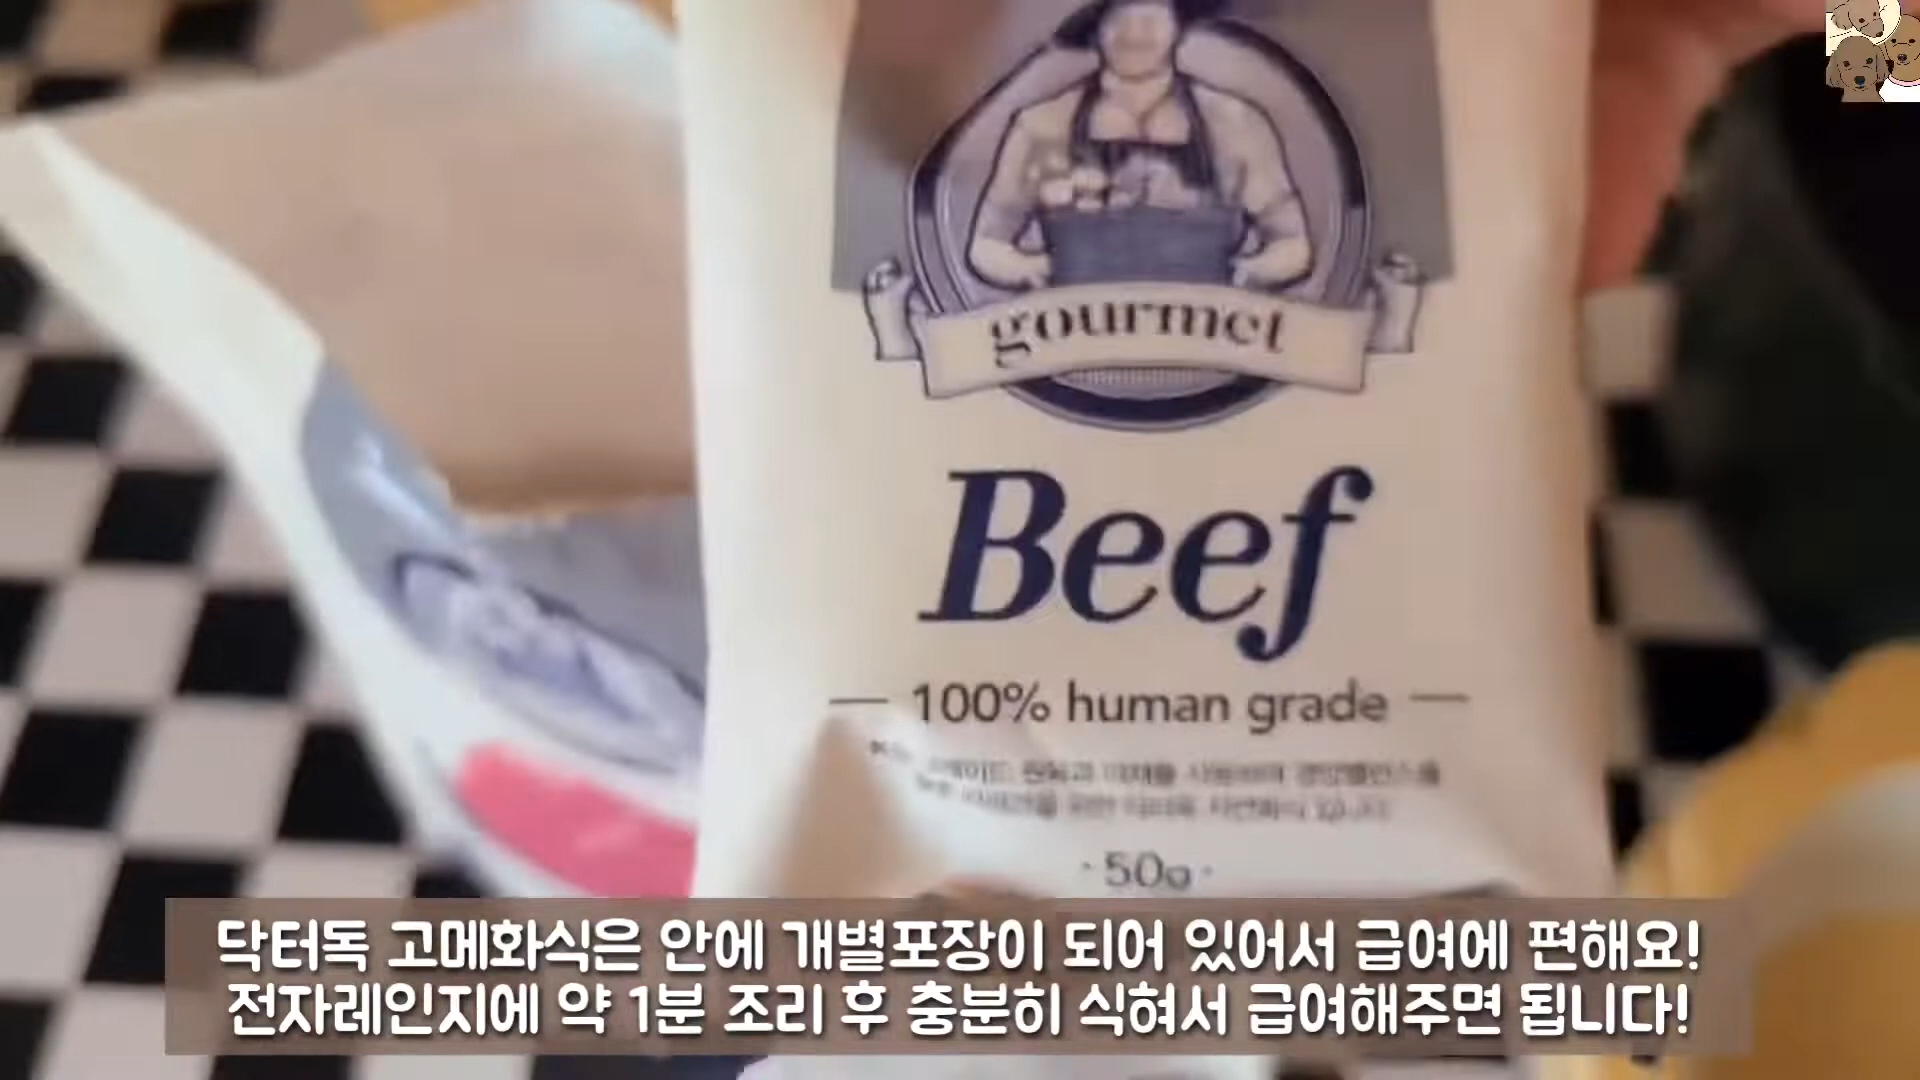 gourmet
Beef
100% human grade
50g
닥터독 고메화식은 안에 개별포장이 되어 있어서 급여에 편해요!
전자레인지에 약 1분 조리 후 충분히 식혀서 급여해주면 됩니다!